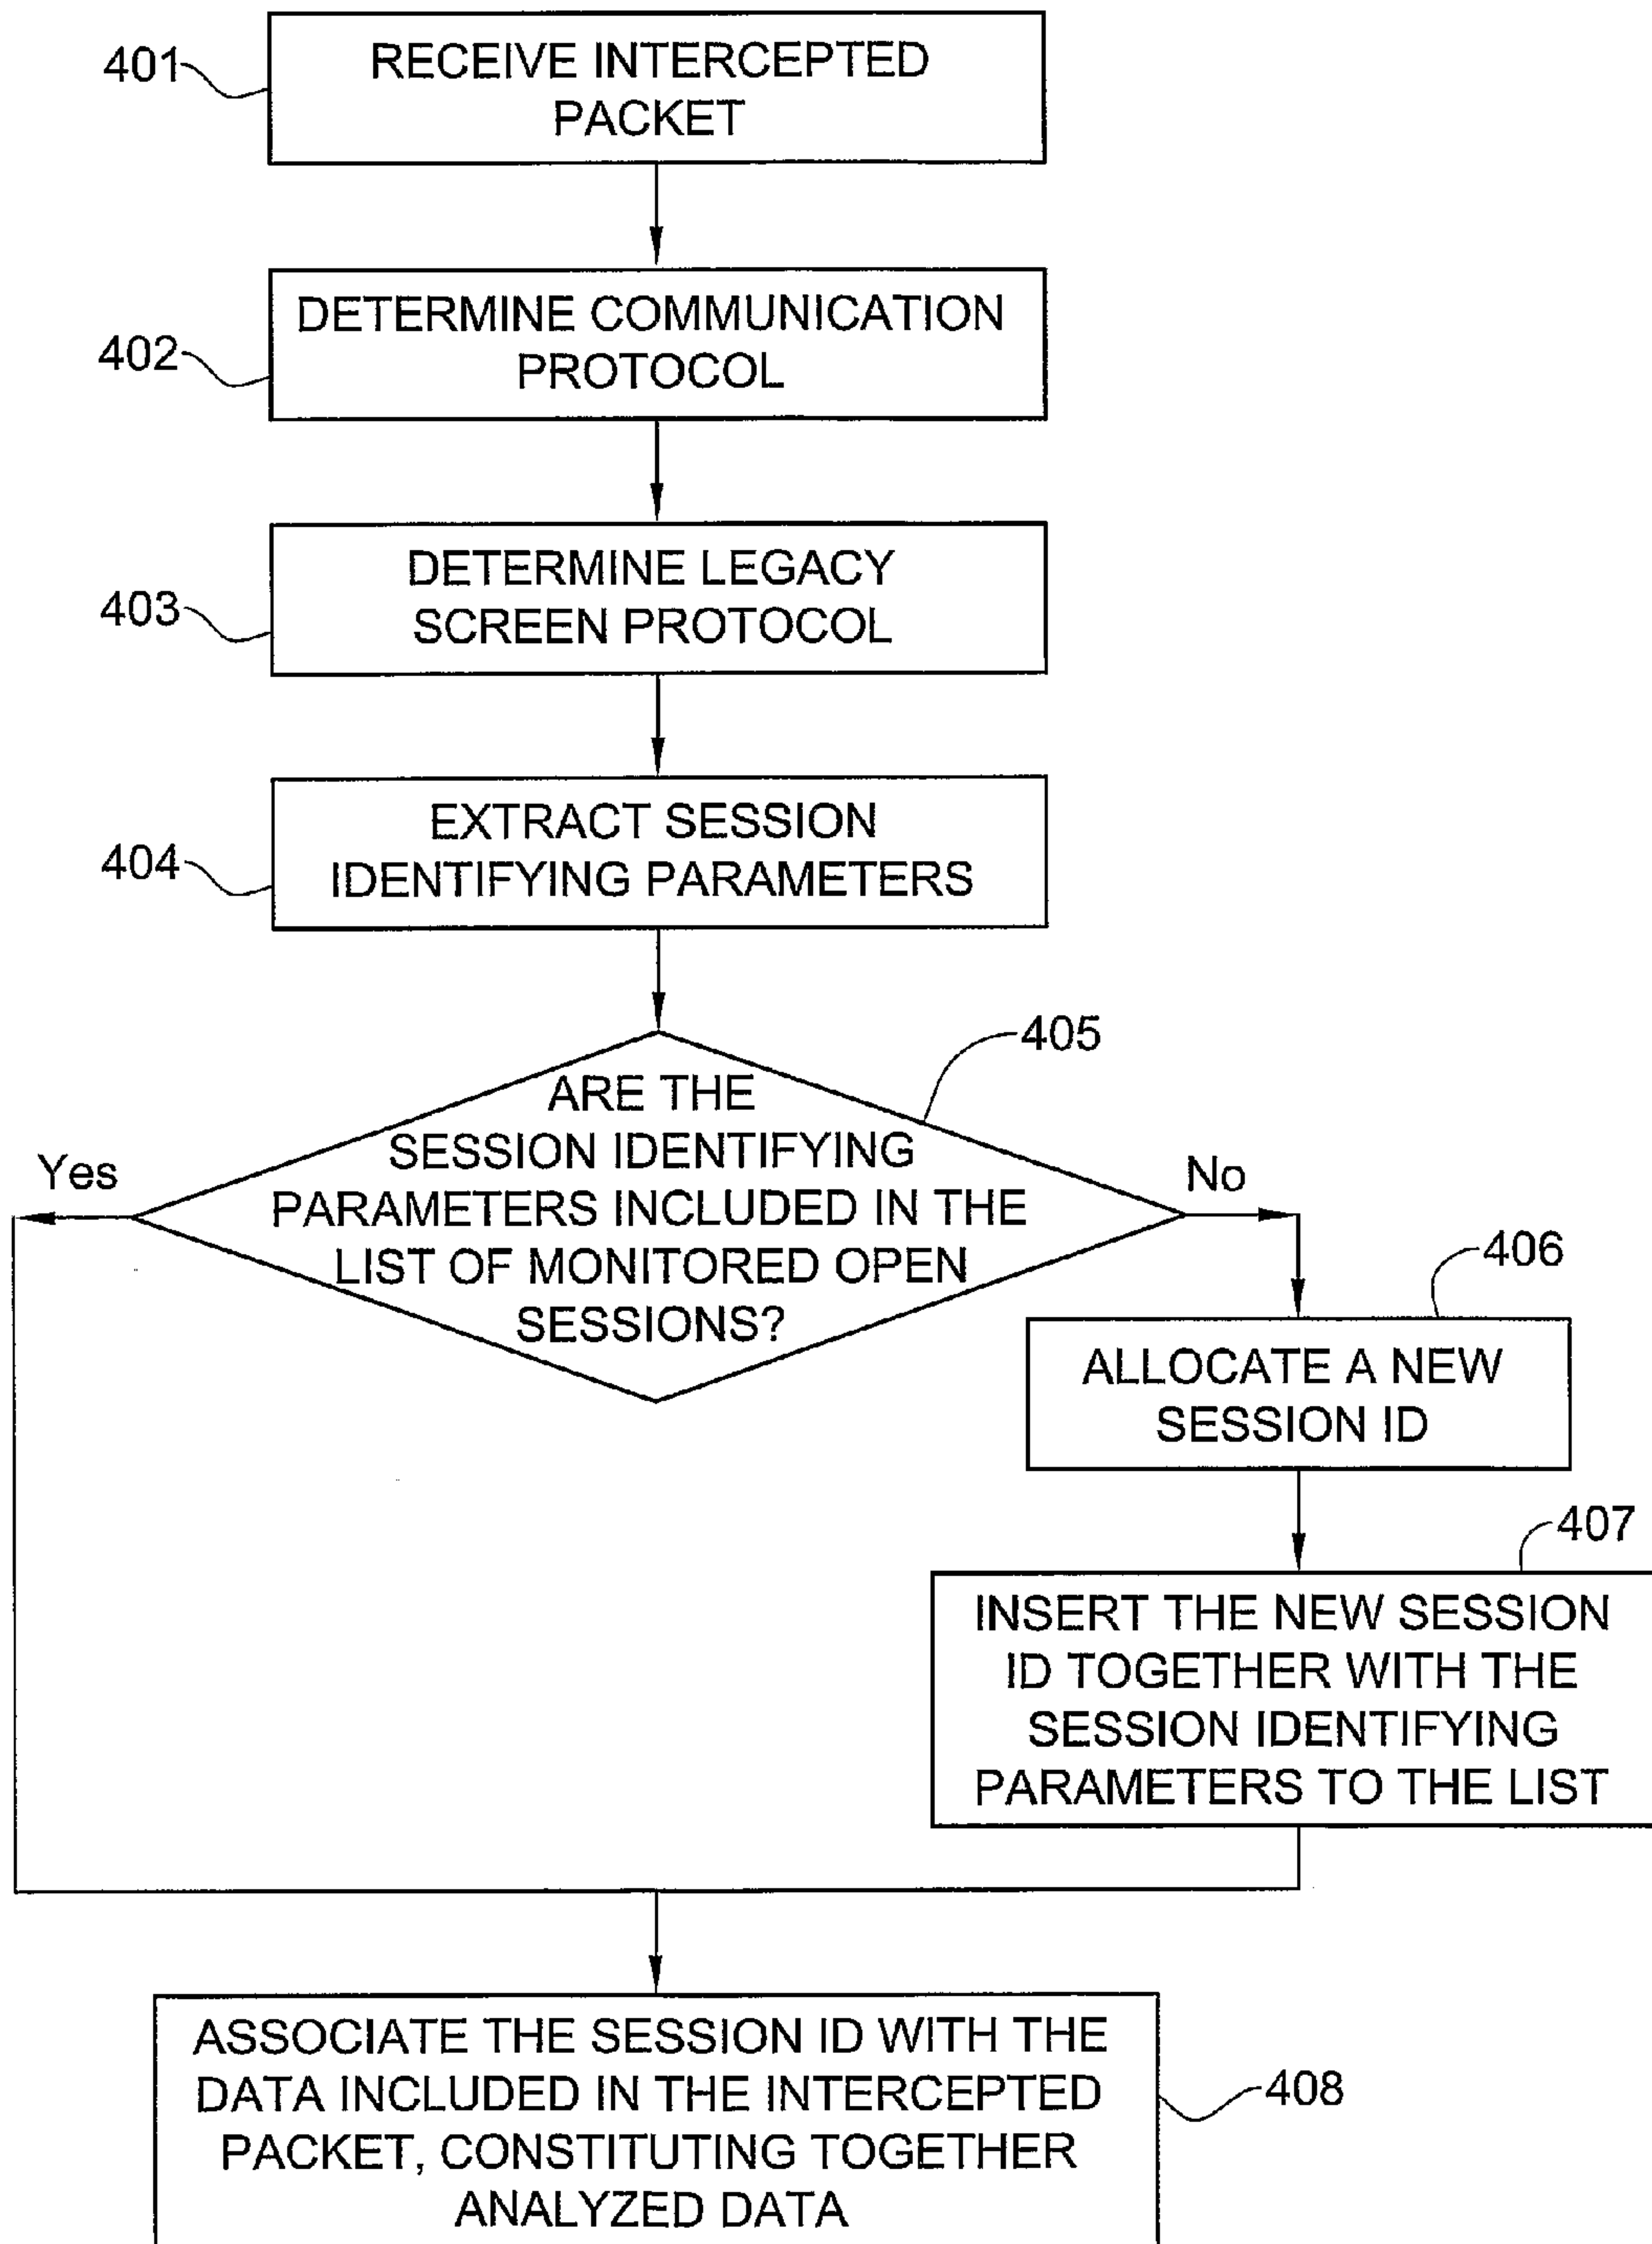 401
RECEIVE INTERCEPTED
PACKET
402
DETERMINE COMMUNICATION
PROTOCOL
403
DETERMINE LEGACY
SCREEN PROTOCOL
404
EXTRACT SESSION
IDENTIFYING PARAMETERS
405
ARE THE
SESSION IDENTIFYING
PARAMETERS INCLUDED IN THE
LIST OF MONITORED OPEN
SESSIONS?
Yes
No
406
ALLOCATE A NEW
SESSION ID
407
INSERT THE NEW SESSION
ID TOGETHER WITH THE
SESSION IDENTIFYING
PARAMETERS TO THE LIST
ASSOCIATE THE SESSION ID WITH THE
DATA INCLUDED IN THE INTERCEPTED
PACKET, CONSTITUTING TOGETHER
ANALYZED DATA
408